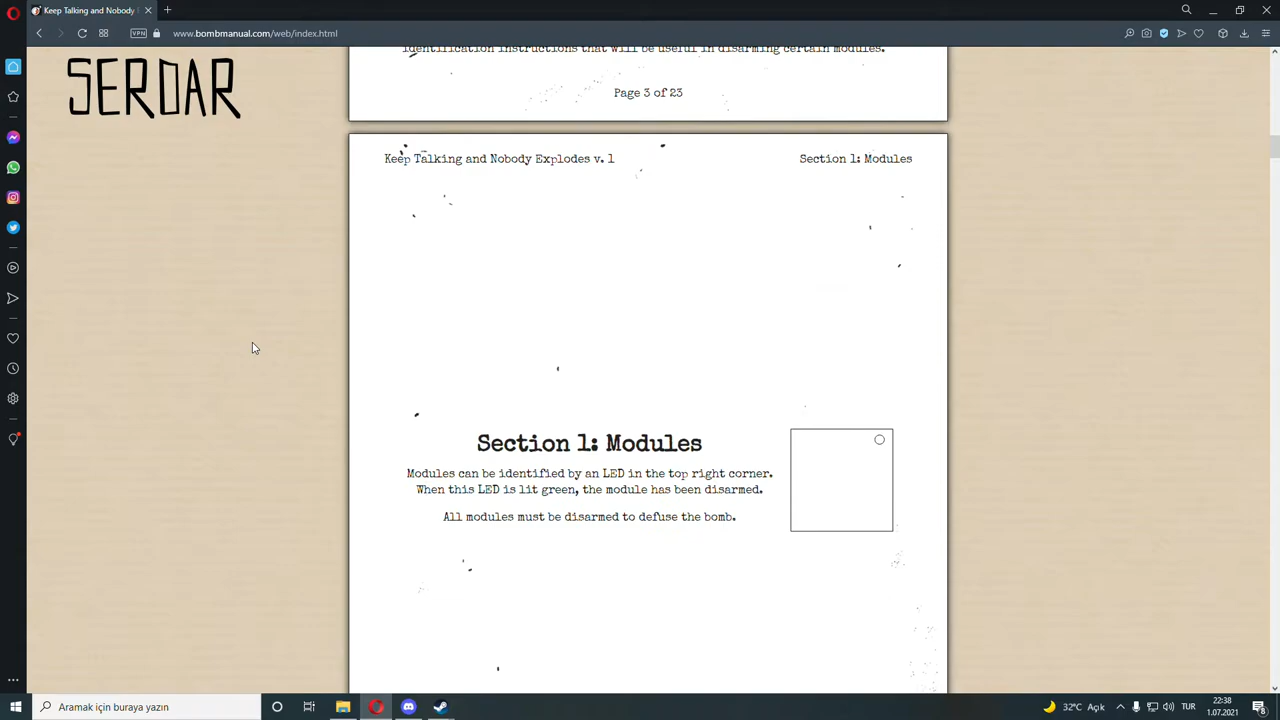 Keep Talking and Nobody
www.bombmanual.com/web/index.html
VPN
SERDAR
identification instructions that will be useful in disarming certain modules.
Page 3 of 23
Keep Talking and Nobody Explodes v. 1
Section 1: Modules
Section 1: Modules
Modules can be identified by an LED in the top right corner.
When this LED is lit green, the module has been disarmed.
All modules must be disarmed to defuse the bomb.
Aramak için buraya yazın
32°C Açık
TUR
22:38
1.07.2021
8